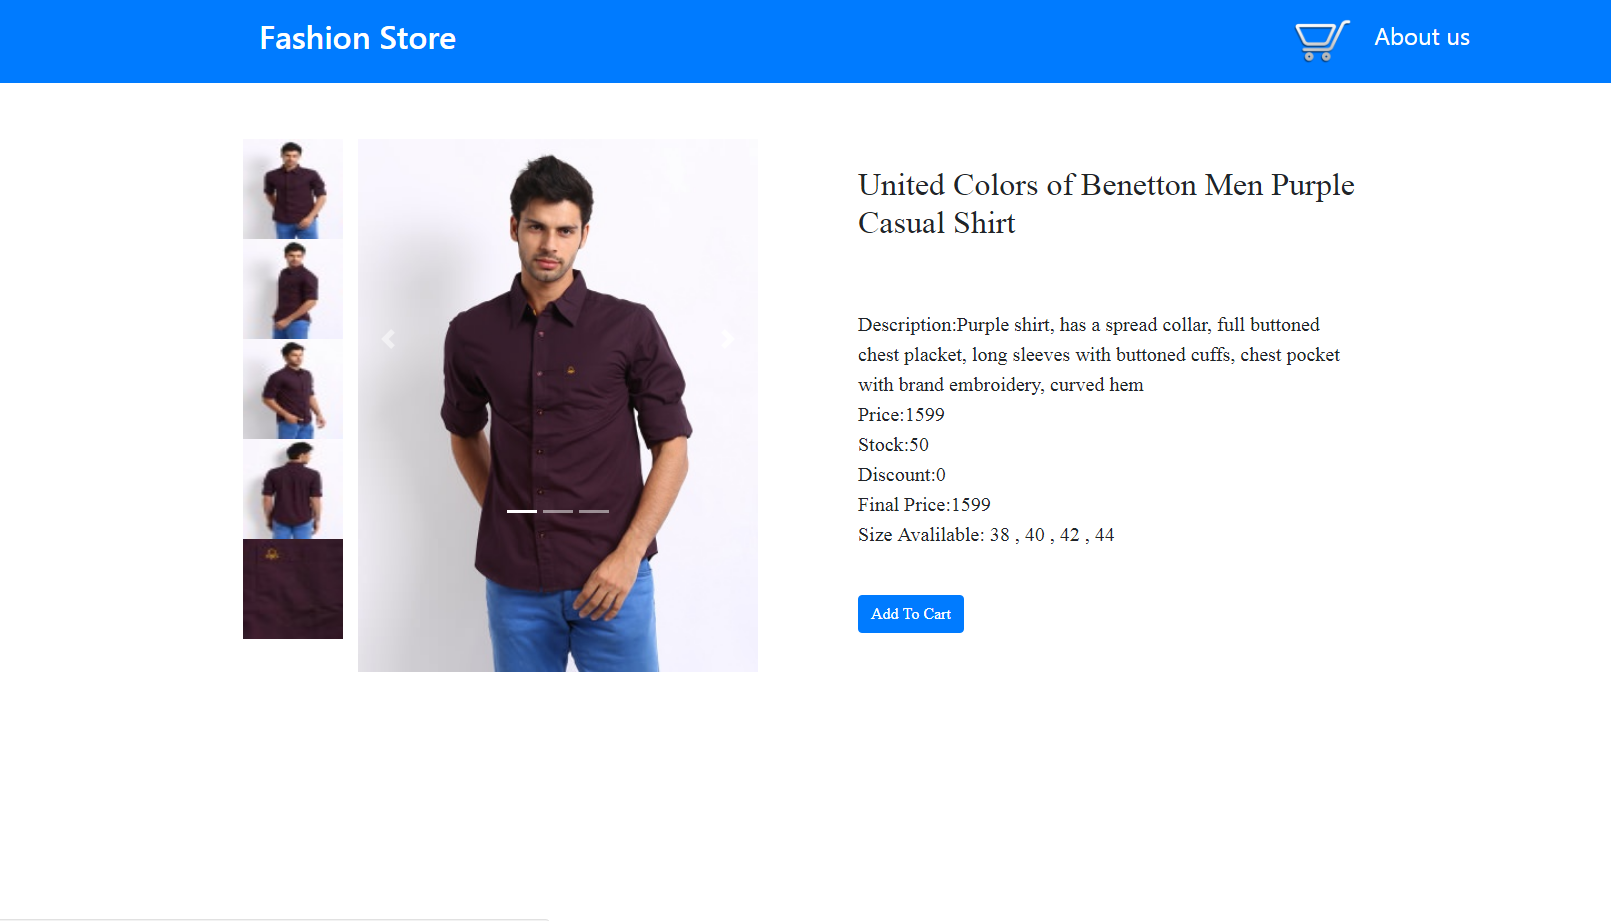 Fashion Store
About us
United Colors of Benetton Men Purple
Casual Shirt
Description:Purple shirt, has a spread collar, full buttoned
chest placket, long sleeves with buttoned cuffs, chest pocket
with brand embroidery, curved hem
Price:1599
Stock:50
Discount:0
Final Price:1599
Size Avalilable: 38 , 40 , 42 , 44
Add To Cart